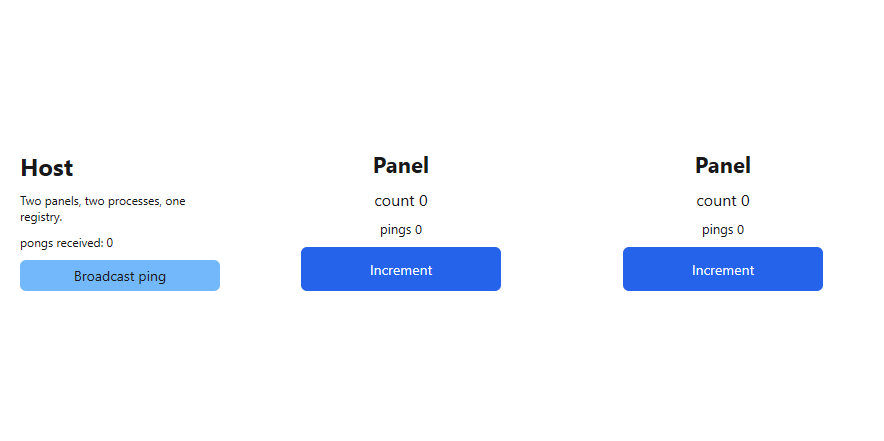 Host
Two panels, two processes, one
registry.
pongs received: 0
Broadcast ping
Panel
count 0
pings 0
Increment
Panel
count 0
pings 0
Increment